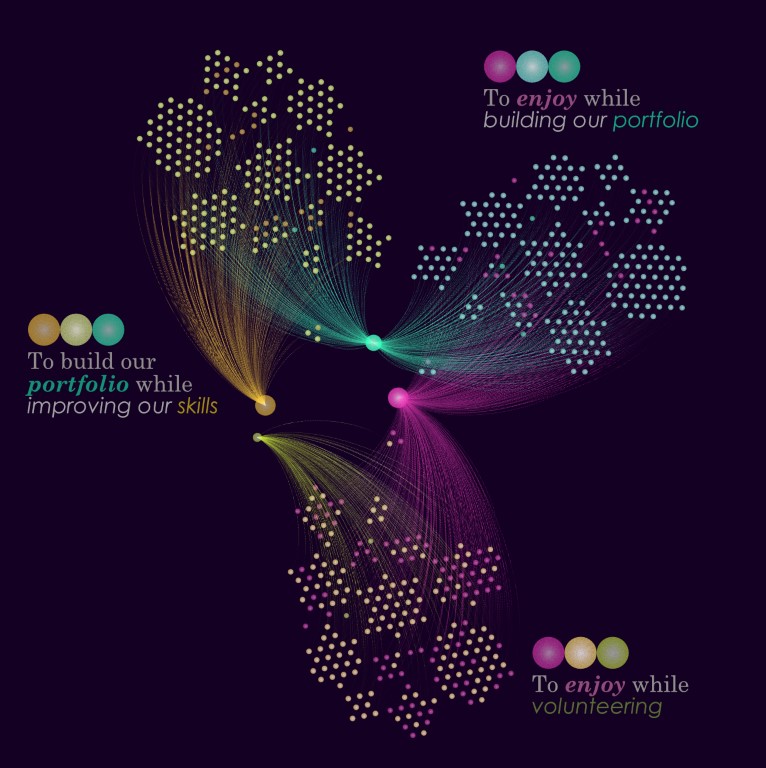 To enjoy while
building our portfolio
To build our
portfolio while
improving our skills
To enjoy while
volunteering